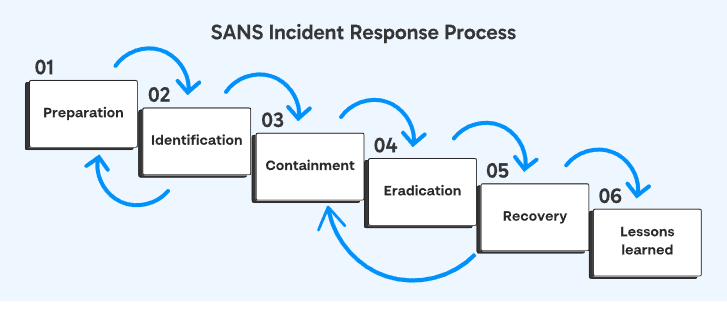 SANS Incident Response Process
01
Preparation
02
Identification
03
Containment
04
Eradication
05
Recovery
06
Lessons
learned